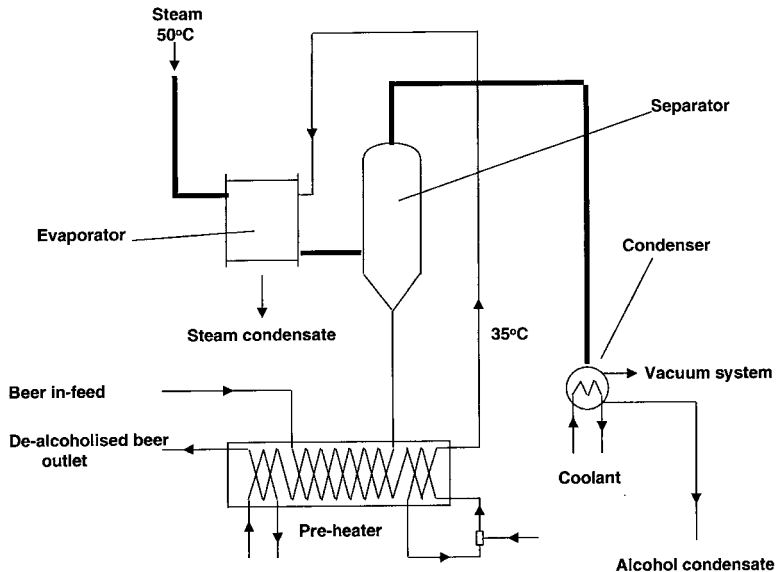 Steam
50°C
Separator
Evaporator
Condenser
Steam condensate
35°C
Vacuum system
Beer in-feed
De-alcoholised beer
outlet
Coolant
Pre-heater
Alcohol condensate